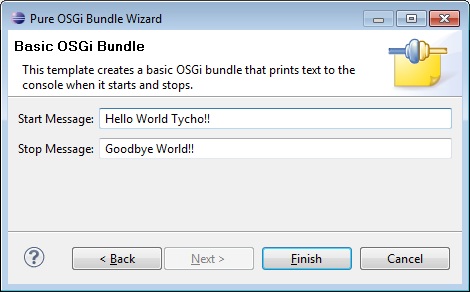 Pure OSGi Bundle Wizard
Basic OSGi Bundle
This template creates a basic OSGi bundle that prints text to the
console when it starts and stops.
Start Message: Hello World Tycho!!
Stop Message: Goodbye World!!
? < Back Next > Finish Cancel